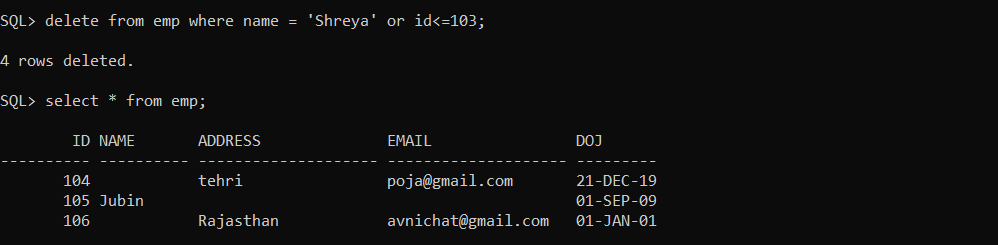 SQL> delete from emp where name = 'Shreya' or id<=103;
4 rows deleted.
SQL> select * from emp;
ID NAME ADDRESS EMAIL DOJ
---------- ---------- -------------------- -------------------- ---------
104 tehri poja@gmail.com 21-DEC-19
105 Jubin 01-SEP-09
106 Rajasthan avnichat@gmail.com 01-JAN-01